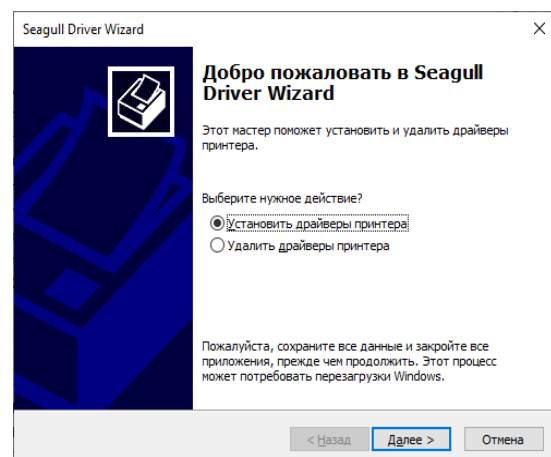 Seagull Driver Wizard
Добро пожаловать в Seagull
Driver Wizard
Этот мастер поможет установить и удалить драйверы
принтера.
Выберите нужное действие?
Установить драйверы принтера
Удалить драйверы принтера
Пожалуйста, сохраните все данные и закройте все
приложения, прежде чем продолжить. Этот процесс
может потребовать перезагрузки Windows.
< Назад Далее > Отмена